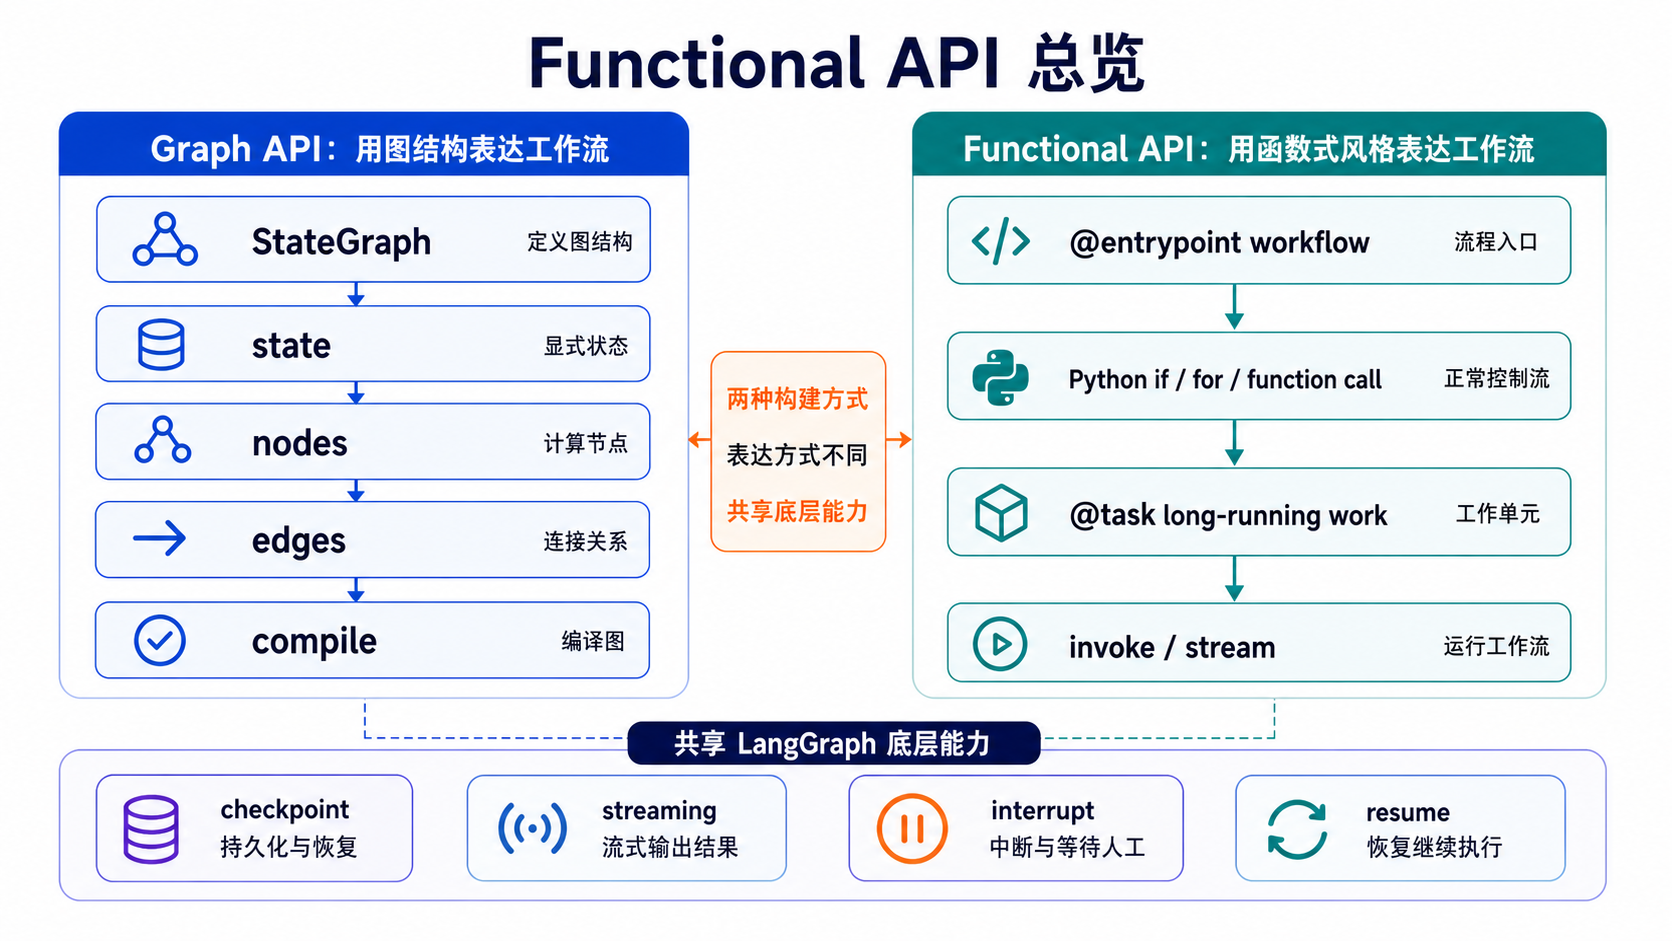 Functional API 总览
Graph API：用图结构表达工作流
StateGraph 定义图结构
state 显式状态
nodes 计算节点
edges 连接关系
compile 编译图
两种构建方式
表达方式不同
共享底层能力
Functional API：用函数式风格表达工作流
@entrypoint workflow 流程入口
Python if / for / function call 正常控制流
@task long-running work 工作单元
invoke / stream 运行工作流
共享 LangGraph 底层能力
checkpoint
持久化与恢复
streaming
流式输出结果
interrupt
中断与等待人工
resume
恢复继续执行